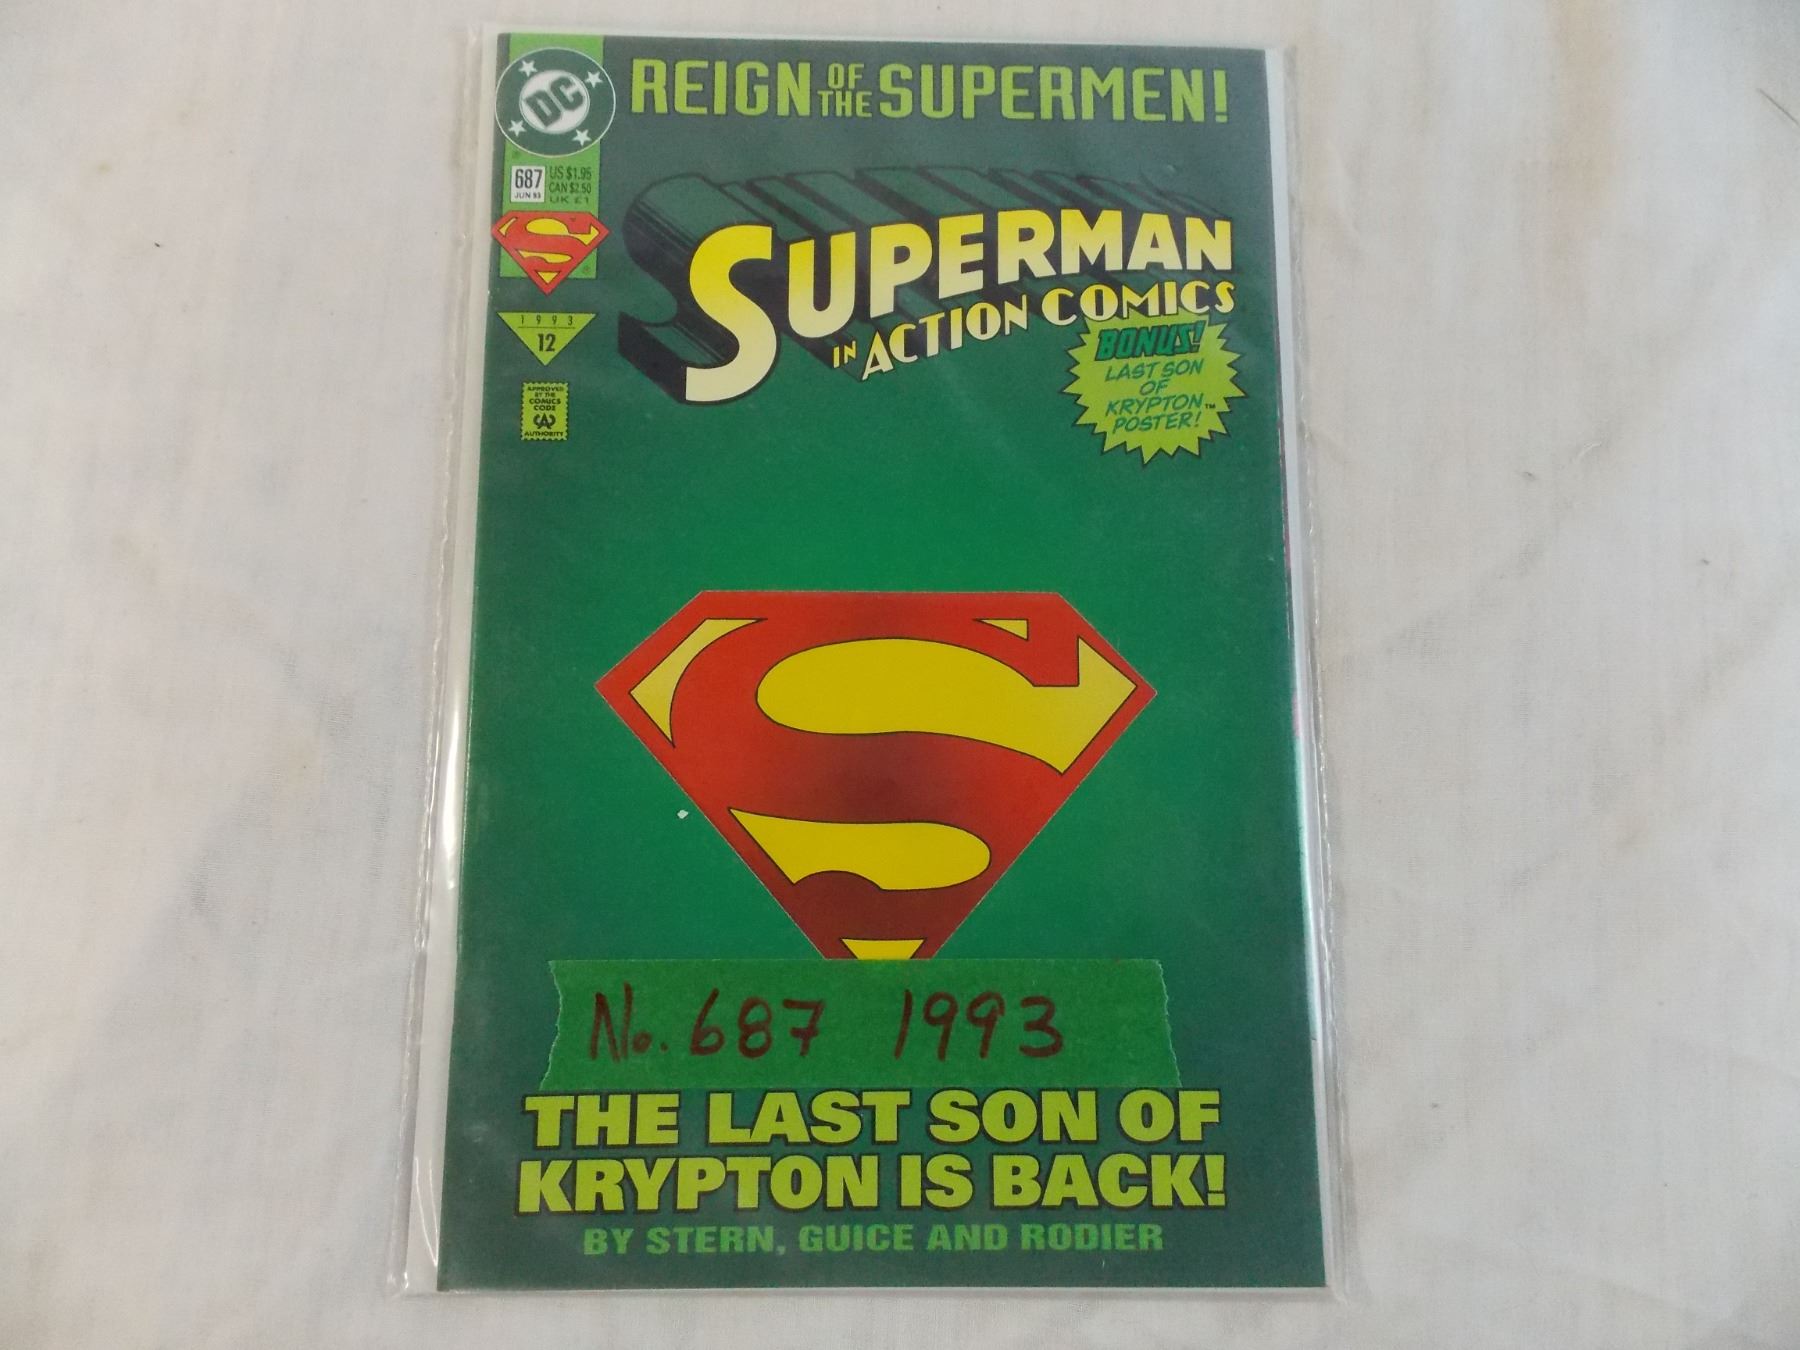 REIGN OF THE SUPERMEN!
DC
687
JUN 93
US $1.95
CAN $2.50
UK £1
S
1993
12
APPROVED
BY THE
COMICS
CODE
CA
AUTHORITY
SUPERMAN
IN ACTION COMICS
BONUS!
LAST SON
OF
KRYPTON™
POSTER!
S
No. 687 1993
THE LAST SON OF
KRYPTON IS BACK!
BY STERN, GUICE AND RODIER